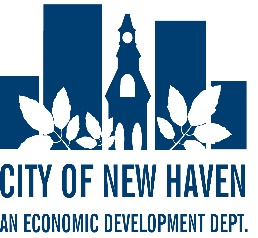 CITY OF NEW HAVEN
AN ECONOMIC DEVELOPMENT DEPT.